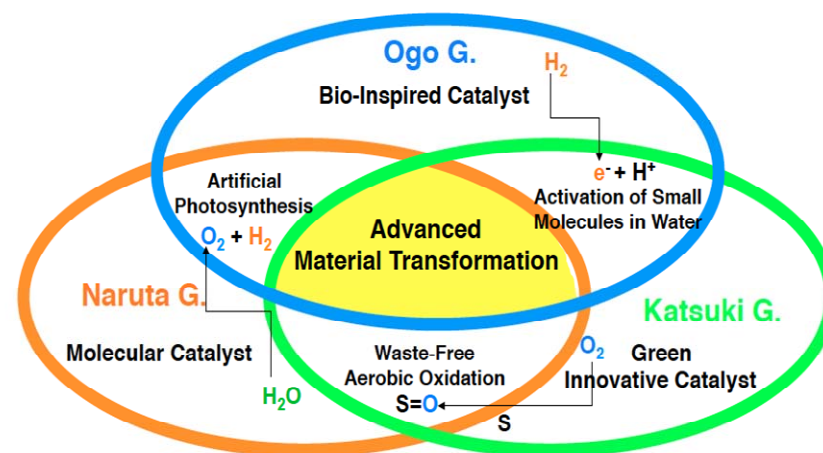 Ogo G.
H2
Bio-Inspired Catalyst
e- + H+
Activation of Small
Molecules in Water
Artificial
Photosynthesis
O2 + H2
Advanced
Material Transformation
Naruta G.
Katsuki G.
Molecular Catalyst
Waste-Free
Aerobic Oxidation
S=O
O2
Green
Innovative Catalyst
H2O
S